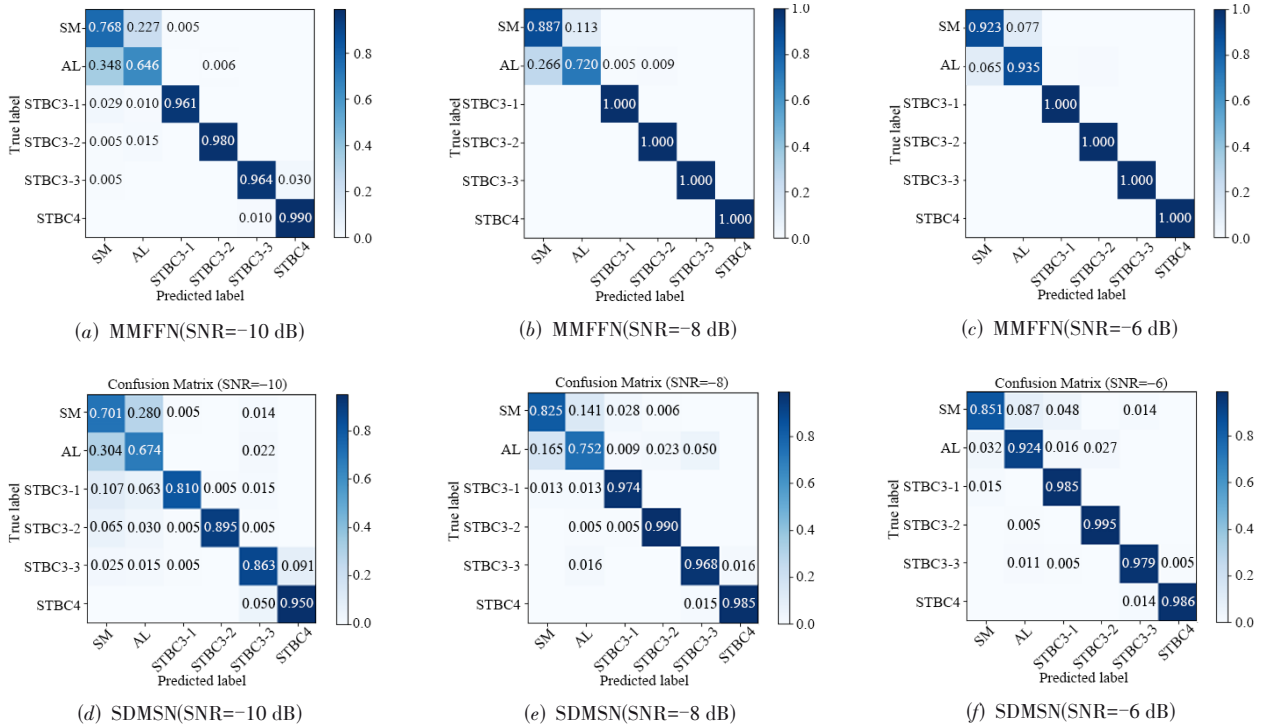 SM 0.768 0.227 0.005
AL 0.348 0.646 0.006
STBC3-1 0.029 0.010 0.961
STBC3-2 0.005 0.015 0.980
STBC3-3 0.005 0.964 0.030
STBC4 0.010 0.990
True label
0.8
0.6
0.4
0.2
0.0
SM AL STBC3-1 STBC3-2 STBC3-3 STBC4
Predicted label
(a) MMFFN(SNR=−10 dB)
SM 0.887 0.113
AL 0.266 0.720 0.005 0.009
STBC3-1 1.000
STBC3-2 1.000
STBC3-3 1.000
STBC4 1.000
True label
1.0
0.8
0.6
0.4
0.2
0.0
SM AL STBC3-1 STBC3-2 STBC3-3 STBC4
Predicted label
(b) MMFFN(SNR=−8 dB)
SM 0.923 0.077
AL 0.065 0.935
STBC3-1 1.000
STBC3-2 1.000
STBC3-3 1.000
STBC4 1.000
True label
1.0
0.8
0.6
0.4
0.2
0.0
SM AL STBC3-1 STBC3-2 STBC3-3 STBC4
Predicted label
(c) MMFFN(SNR=−6 dB)
Confusion Matrix (SNR=−10)
SM 0.701 0.280 0.005 0.014
AL 0.304 0.674 0.022
STBC3-1 0.107 0.063 0.810 0.005 0.015
STBC3-2 0.065 0.030 0.005 0.895 0.005
STBC3-3 0.025 0.015 0.005 0.863 0.091
STBC4 0.050 0.950
True label
0.8
0.6
0.4
0.2
0.0
SM AL STBC3-1 STBC3-2 STBC3-3 STBC4
Predicted label
(d) SDMSN(SNR=−10 dB)
Confusion Matrix (SNR=−8)
SM 0.825 0.141 0.028 0.006
AL 0.165 0.752 0.009 0.023 0.050
STBC3-1 0.013 0.013 0.974
STBC3-2 0.005 0.005 0.990
STBC3-3 0.016 0.968 0.016
STBC4 0.015 0.985
True label
0.8
0.6
0.4
0.2
0.0
SM AL STBC3-1 STBC3-2 STBC3-3 STBC4
Predicted label
(e) SDMSN(SNR=−8 dB)
Confusion Matrix (SNR=−6)
SM 0.851 0.087 0.048 0.014
AL 0.032 0.924 0.016 0.027
STBC3-1 0.015 0.985
STBC3-2 0.005 0.995
STBC3-3 0.011 0.005 0.979 0.005
STBC4 0.014 0.986
True label
0.8
0.6
0.4
0.2
0.0
SM AL STBC3-1 STBC3-2 STBC3-3 STBC4
Predicted label
(f) SDMSN(SNR=−6 dB)